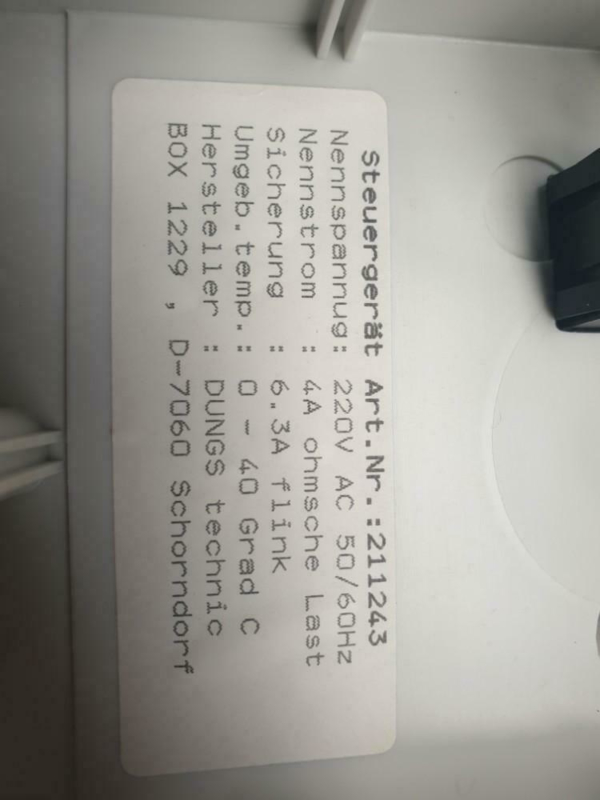 Steuergerät Art.Nr.:211243
Nennspannug: 220V AC 50/60Hz
Nennstrom : 4A ohmsche Last
Sicherung : 6.3A flink
Umgeb.temp.: 0 - 40 Grad C
Hersteller : DUNGS technic
BOX 1229 , D-7060 Schorndorf